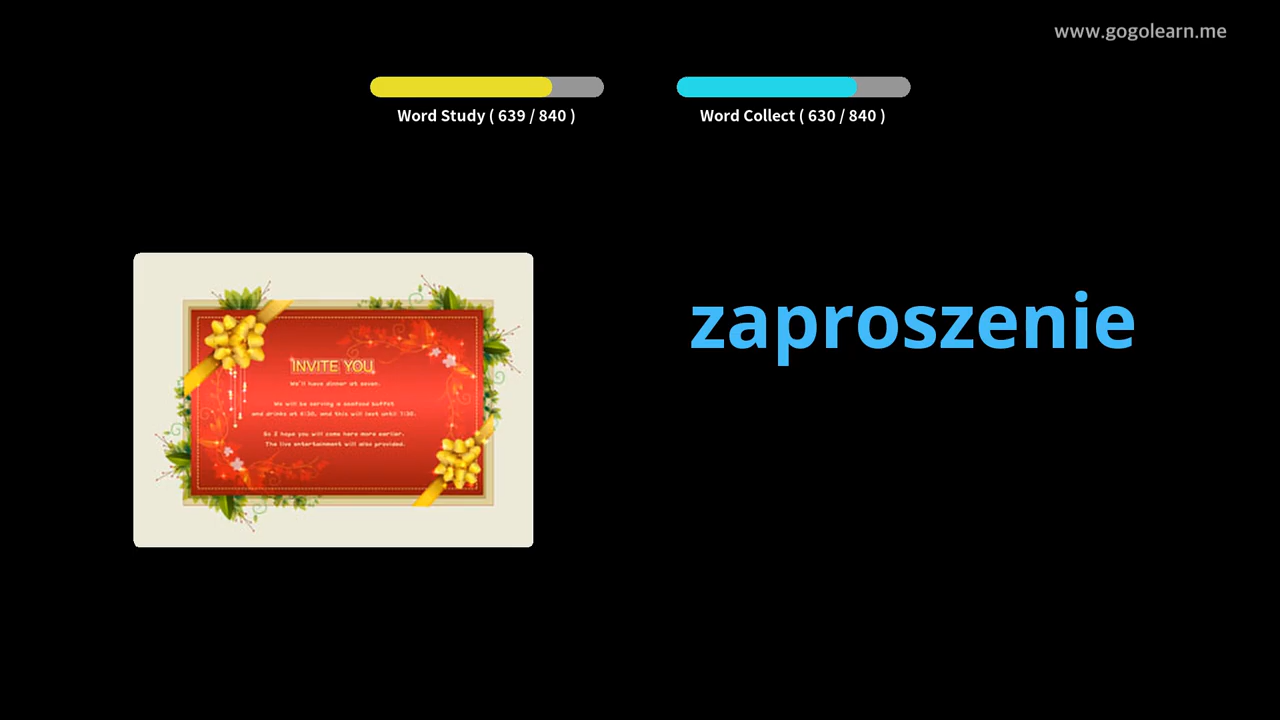 www.gogolearn.me
Word Study ( 639 / 840 )
Word Collect ( 630 / 840 )
zaproszenie
INVITE YOU
We'll have dinner at seven.
We will be serving a seafood buffet
and drinks at 6:30, and this will last until 7:30.
So I hope you will come here more earlier.
The live entertainment will also provided.